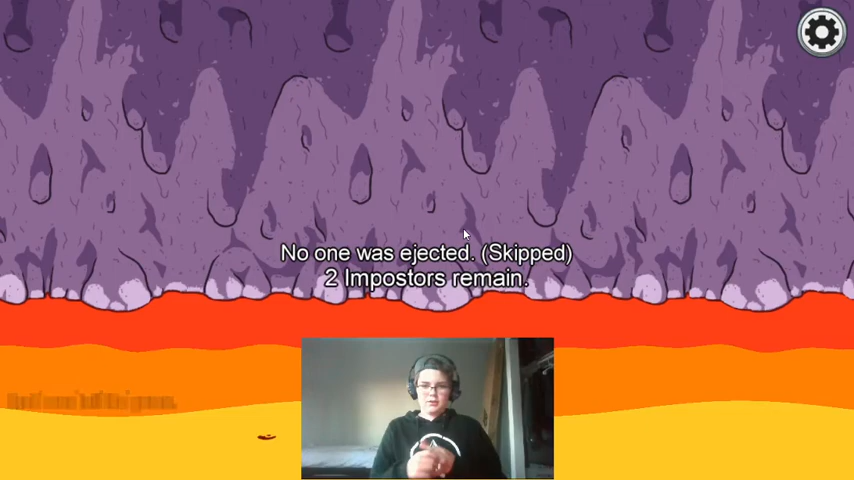 No one was ejected. (Skipped)
2 Impostors remain.